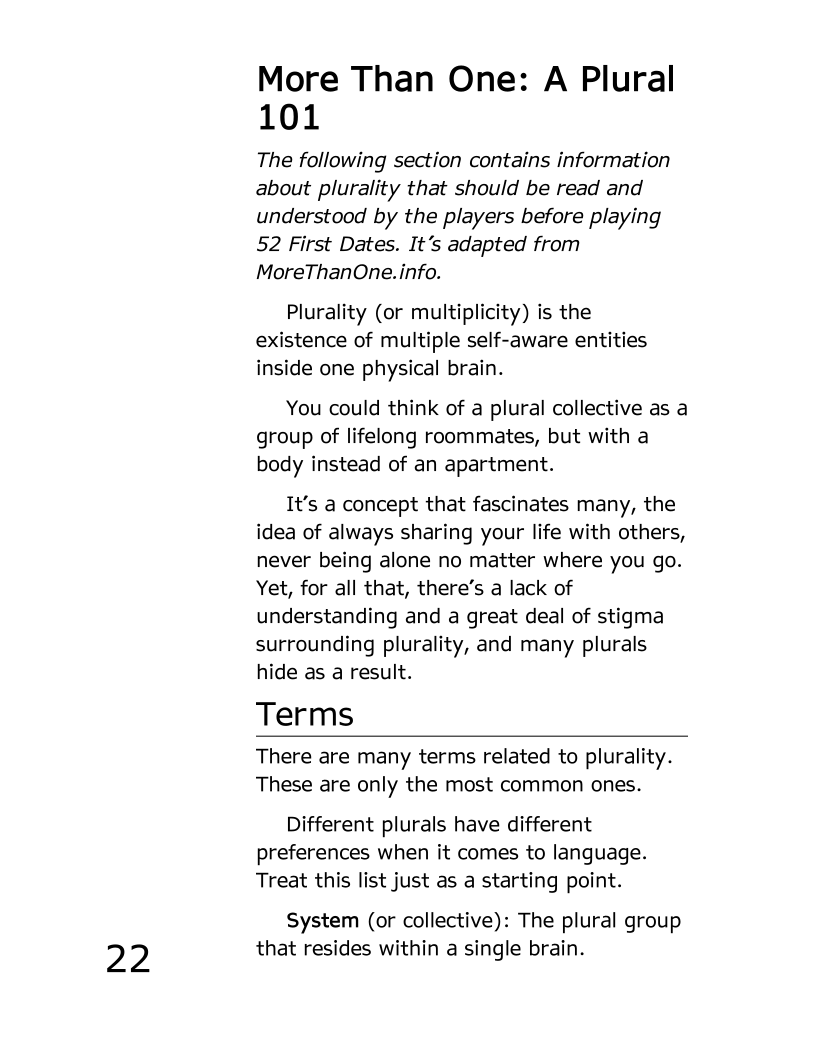 More Than One: A Plural
101
The following section contains information
about plurality that should be read and
understood by the players before playing
52 First Dates. It’s adapted from
MoreThanOne.info.
Plurality (or multiplicity) is the
existence of multiple self-aware entities
inside one physical brain.
You could think of a plural collective as a
group of lifelong roommates, but with a
body instead of an apartment.
It’s a concept that fascinates many, the
idea of always sharing your life with others,
never being alone no matter where you go.
Yet, for all that, there’s a lack of
understanding and a great deal of stigma
surrounding plurality, and many plurals
hide as a result.
Terms
There are many terms related to plurality.
These are only the most common ones.
Different plurals have different
preferences when it comes to language.
Treat this list just as a starting point.
System (or collective): The plural group
that resides within a single brain.
22